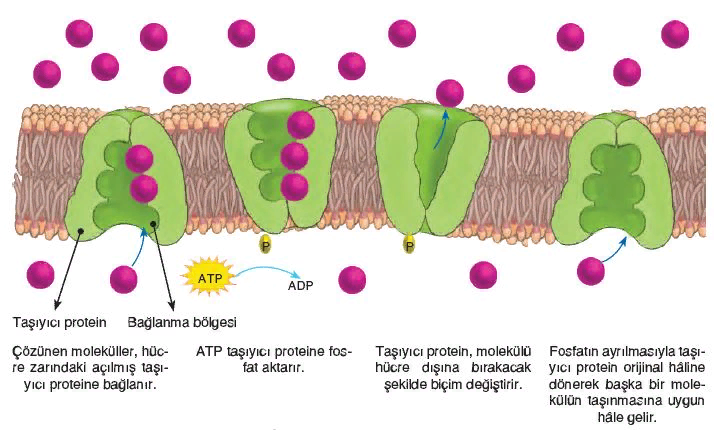 P
P
ATP
ADP
Taşıyıcı protein
Bağlanma bölgesi
Çözünen moleküller, hüc-
re zarındaki açılmış taşı-
yıcı proteine bağlanır.
ATP taşıyıcı proteine fos-
fat aktarır.
Taşıyıcı protein, molekülü
hücre dışına bırakacak
şekilde biçim değiştirir.
Fosfatın ayrılmasıyla taşı-
yıcı protein orijinal hâline
dönerek başka bir mole-
külün taşınmasına uygun
hâle gelir.